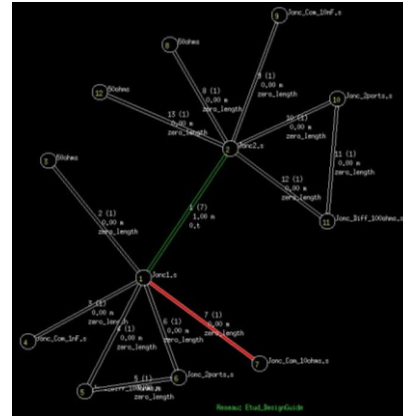 9
Jonc_Com_10nF.s
8
50ohms
12
50ohms
9 (1)
0,00 m
zero_length
8 (1)
0,00 m
zero_length
10
Jonc_2ports.s
13 (1)
0,00 m
zero_length
10 (1)
0,00 m
zero_length
2
Jonc2.s
3
50ohms
11 (1)
0,00 m
zero_length
12 (1)
0,00 m
zero_length
1 (7)
1,00 m
0.t
2 (1)
0,00 m
zero_length
11
Jonc_Diff_100ohms.s
1
Jonc1.s
3 (1)
0,00 m
zero_length
4 (1)
0,00 m
zero_length
6 (1)
0,00 m
zero_length
7 (1)
0,00 m
zero_length
4
Jonc_Com_1nF.s
7
Jonc_Com_10ohms.s
5 (1)
5
6
Jonc_2ports.s
Reseau: Etud_DesignGuide